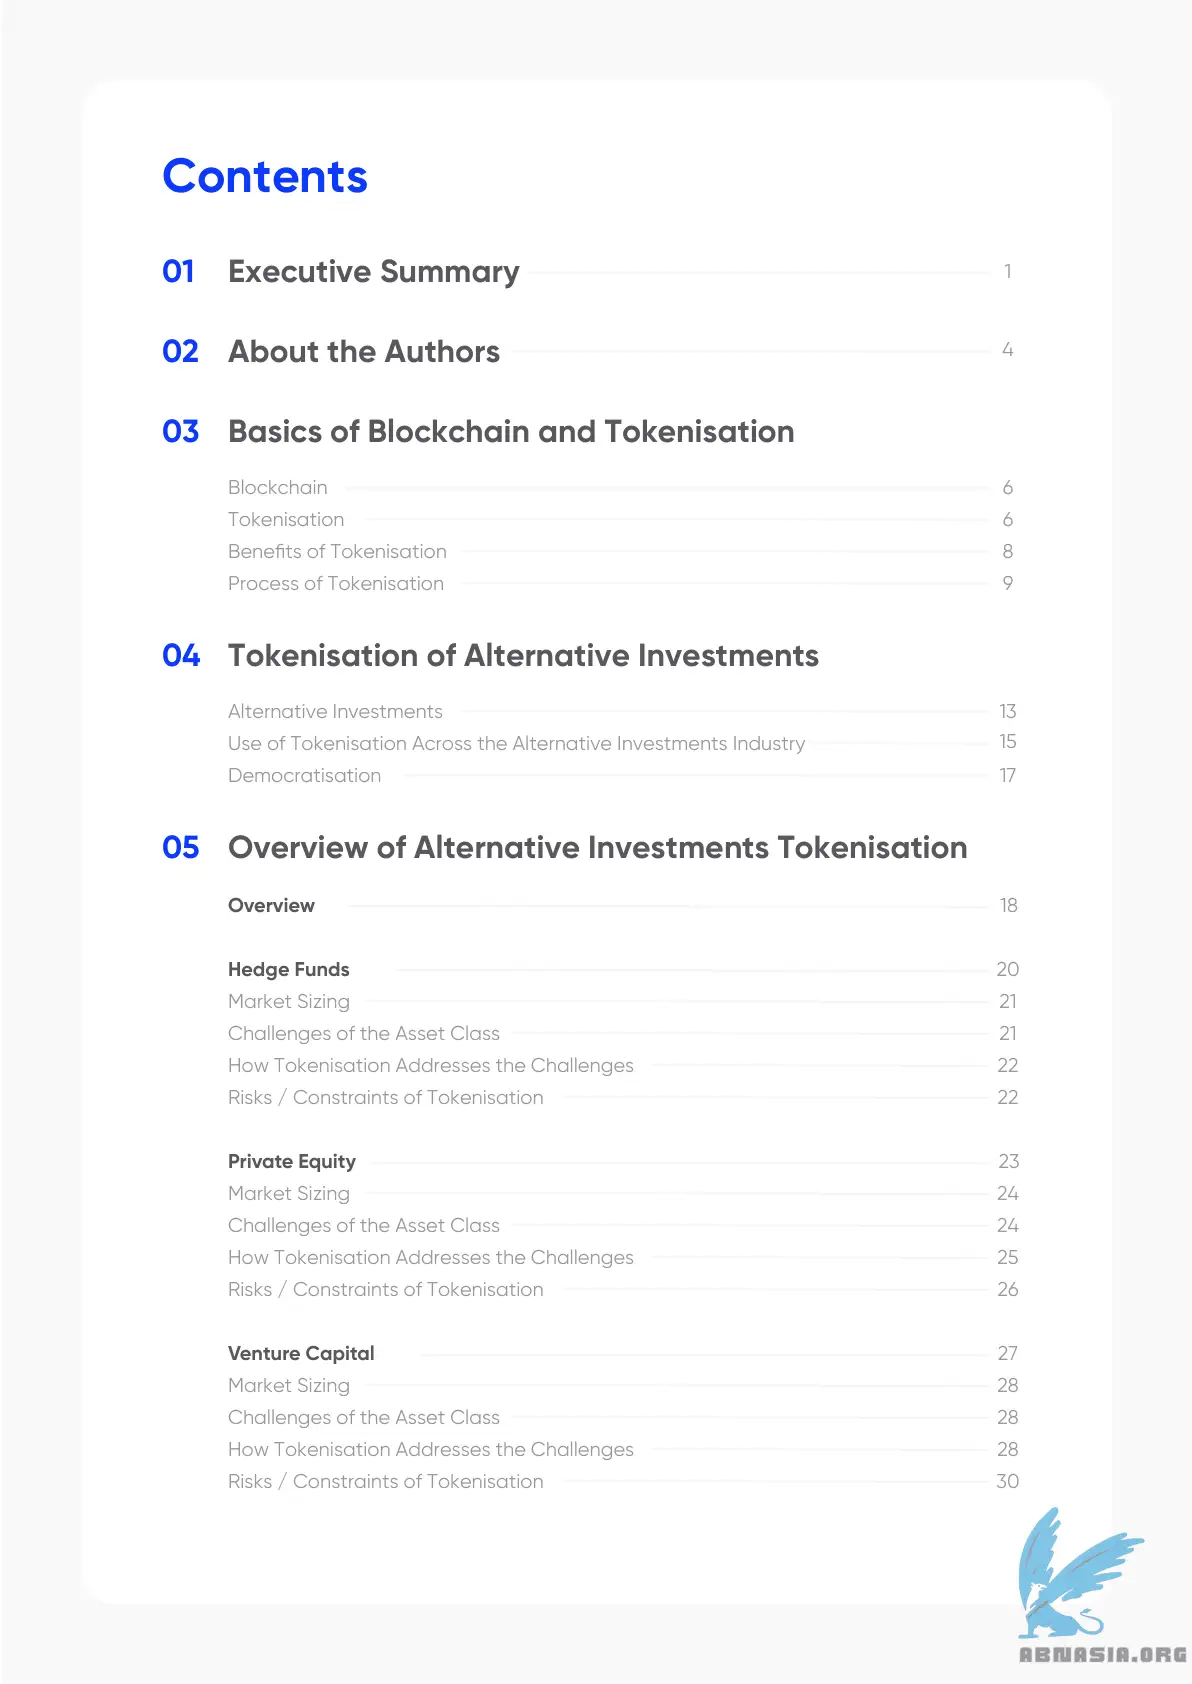 Contents
01 Executive Summary 1
02 About the Authors 4
03 Basics of Blockchain and Tokenisation
Blockchain 6
Tokenisation 6
Benefits of Tokenisation 8
Process of Tokenisation 9
04 Tokenisation of Alternative Investments
Alternative Investments 13
Use of Tokenisation Across the Alternative Investments Industry 15
Democratisation 17
05 Overview of Alternative Investments Tokenisation
Overview 18
Hedge Funds 20
Market Sizing 21
Challenges of the Asset Class 21
How Tokenisation Addresses the Challenges 22
Risks / Constraints of Tokenisation 22
Private Equity 23
Market Sizing 24
Challenges of the Asset Class 24
How Tokenisation Addresses the Challenges 25
Risks / Constraints of Tokenisation 26
Venture Capital 27
Market Sizing 28
Challenges of the Asset Class 28
How Tokenisation Addresses the Challenges 28
Risks / Constraints of Tokenisation 30
ABNASIA.ORG